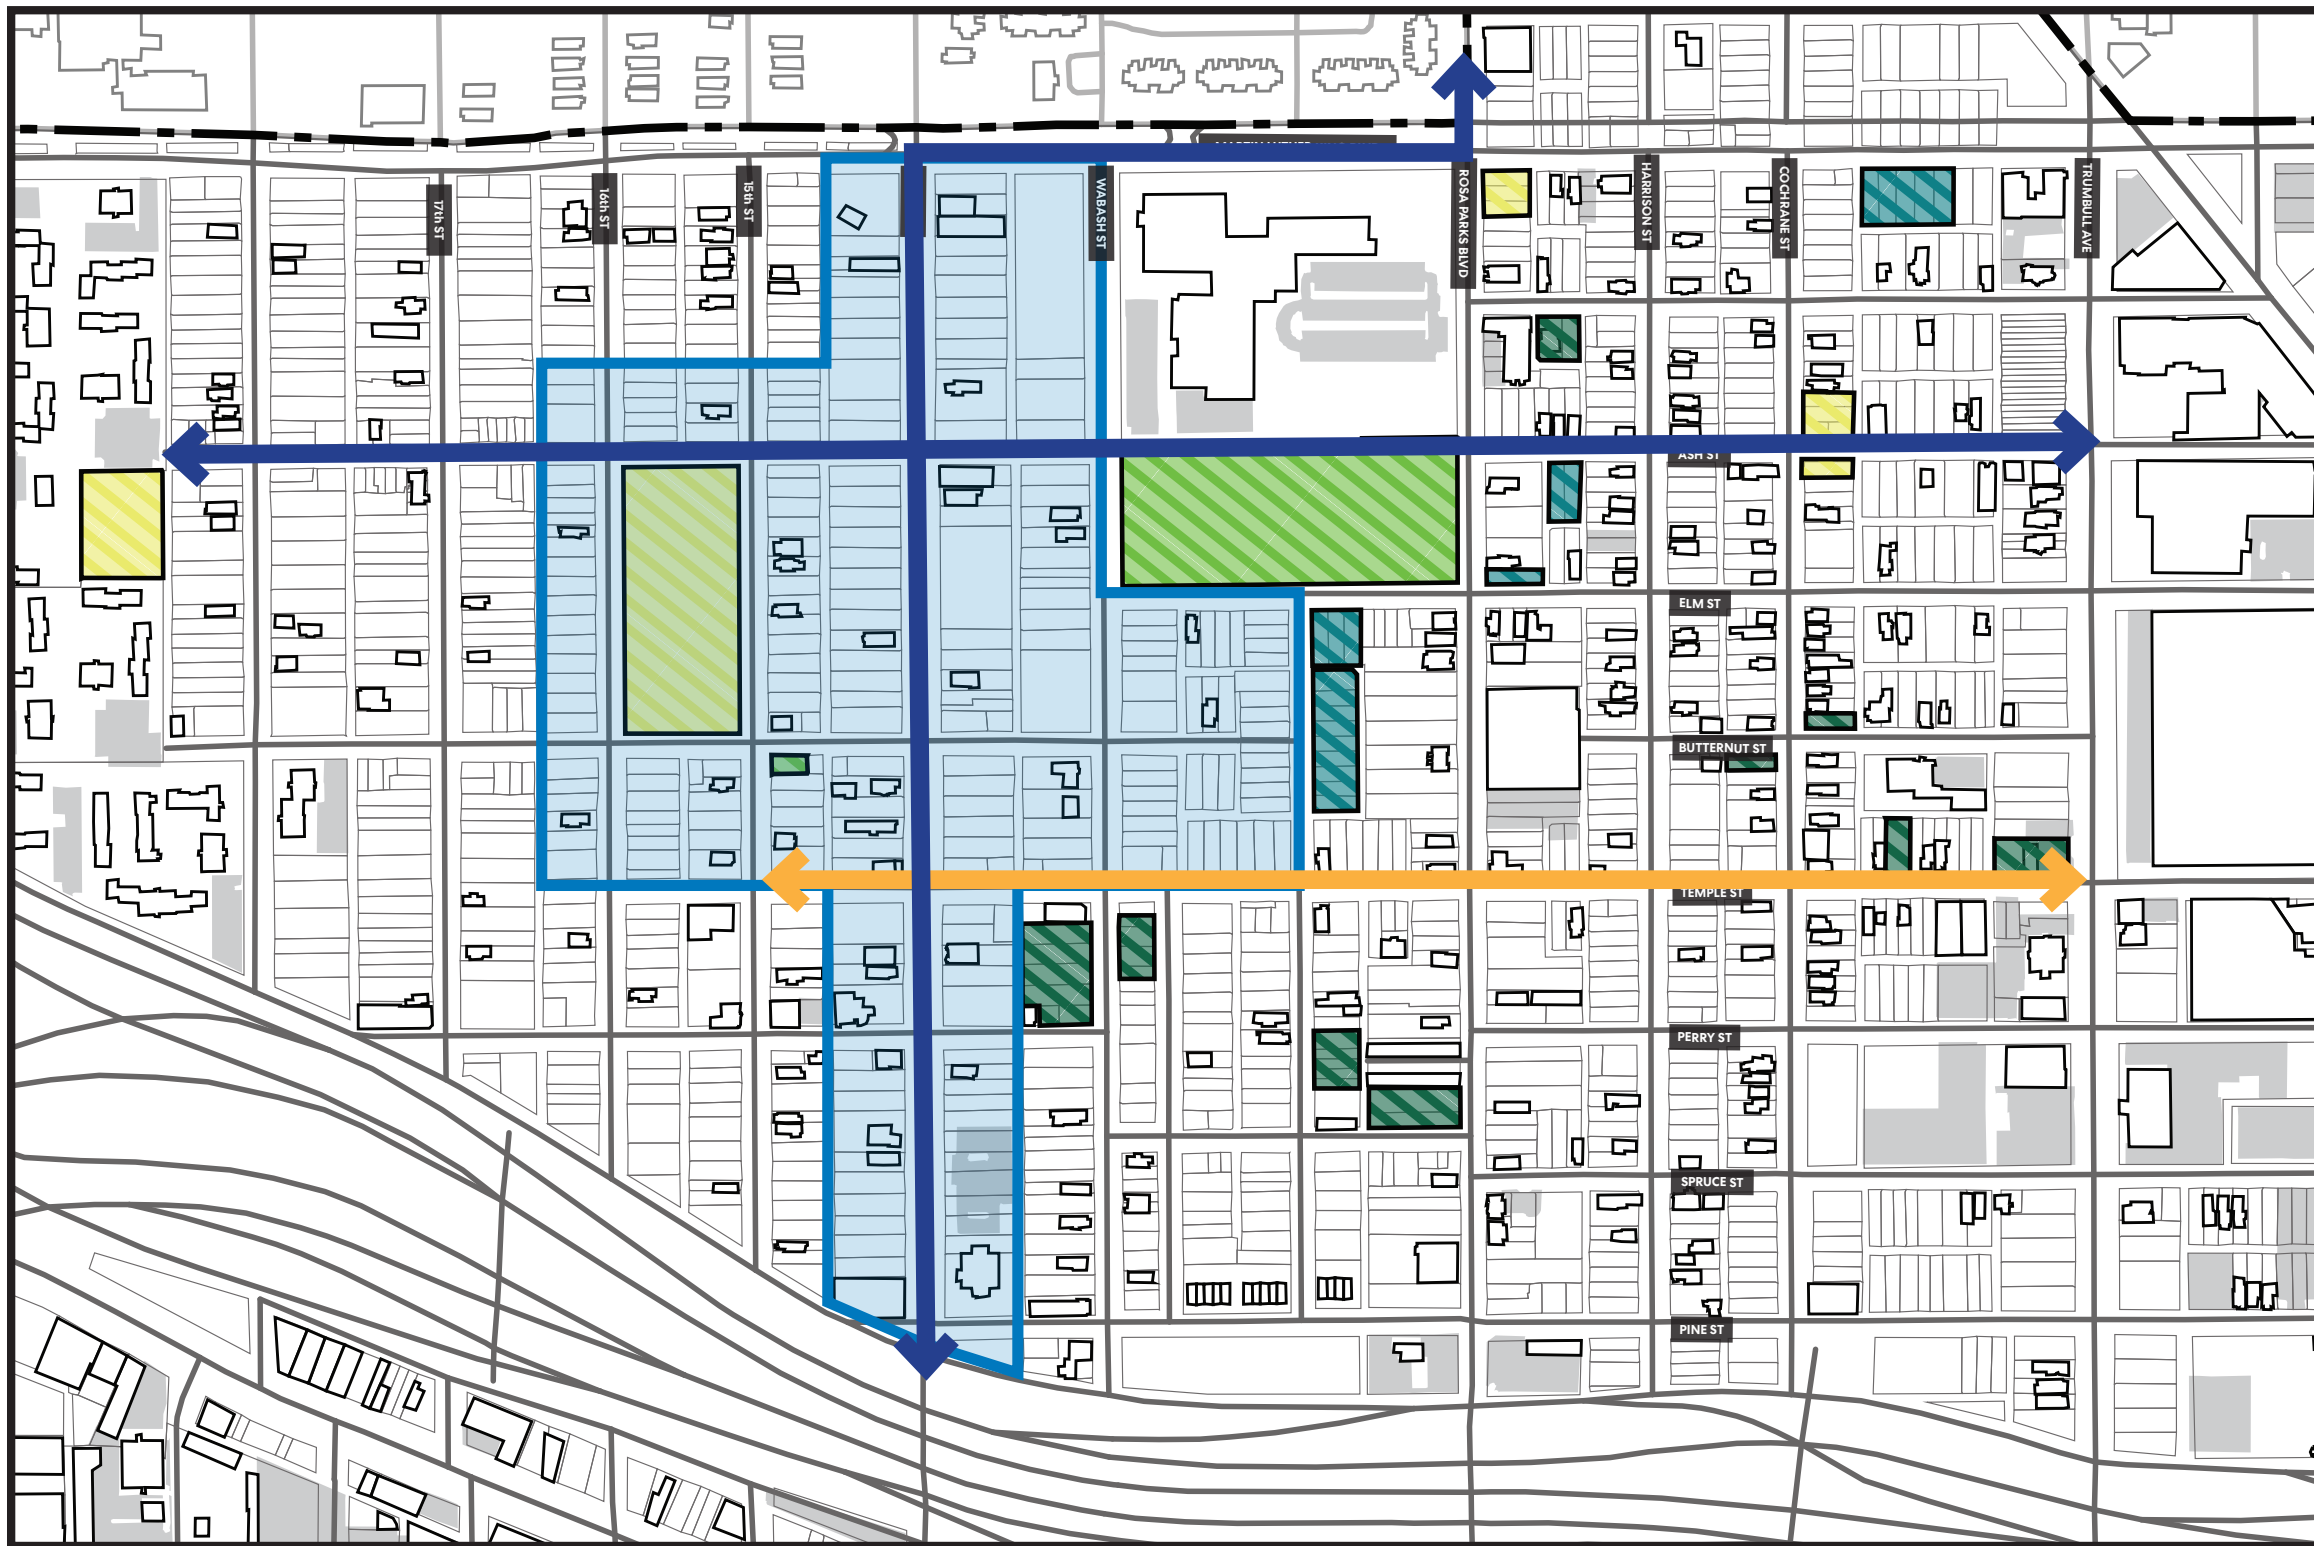 17th ST
16th ST
15th ST
WABASH ST
ROSA PARKS BLVD
HARRISON ST
COCHRANE ST
TRUMBULL AVE
ASH ST
ELM ST
BUTTERNUT ST
TEMPLE ST
PERRY ST
SPRUCE ST
PINE ST